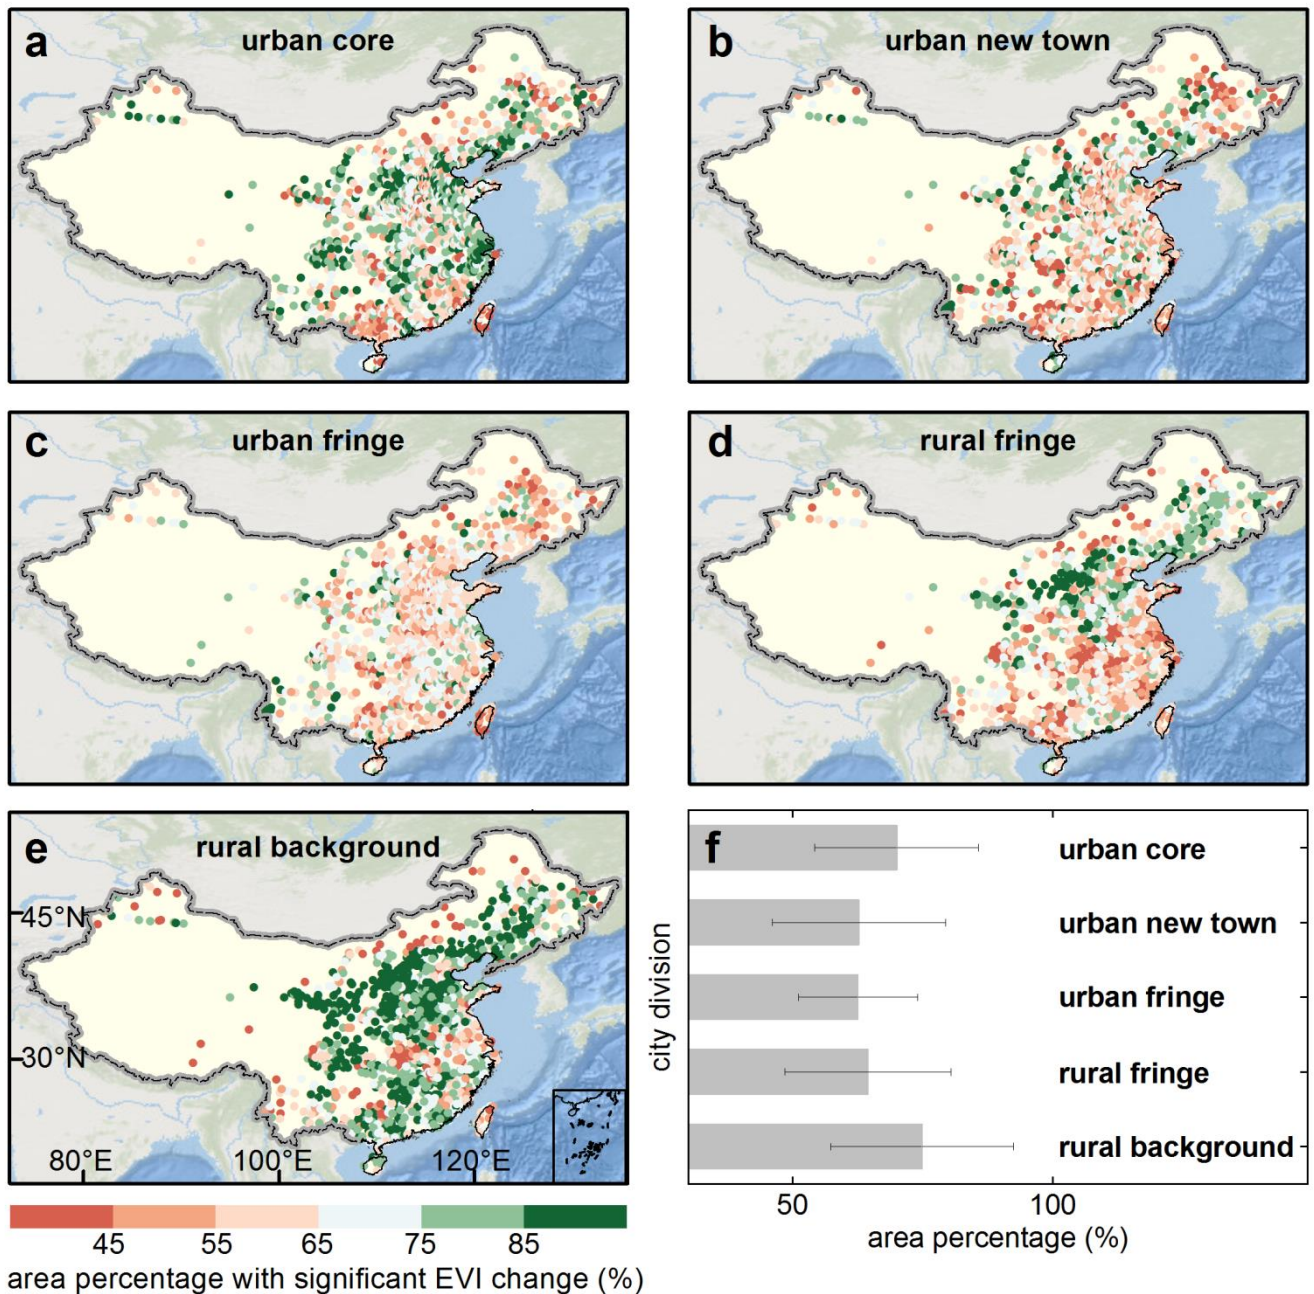 a
urban core
b
urban new town
c
urban fringe
d
rural fringe
e
rural background
45°N
30°N
80°E
100°E
120°E
45
55
65
75
85
area percentage with significant EVI change (%)
f
urban core
urban new town
urban fringe
rural fringe
rural background
city division
50
100
area percentage (%)